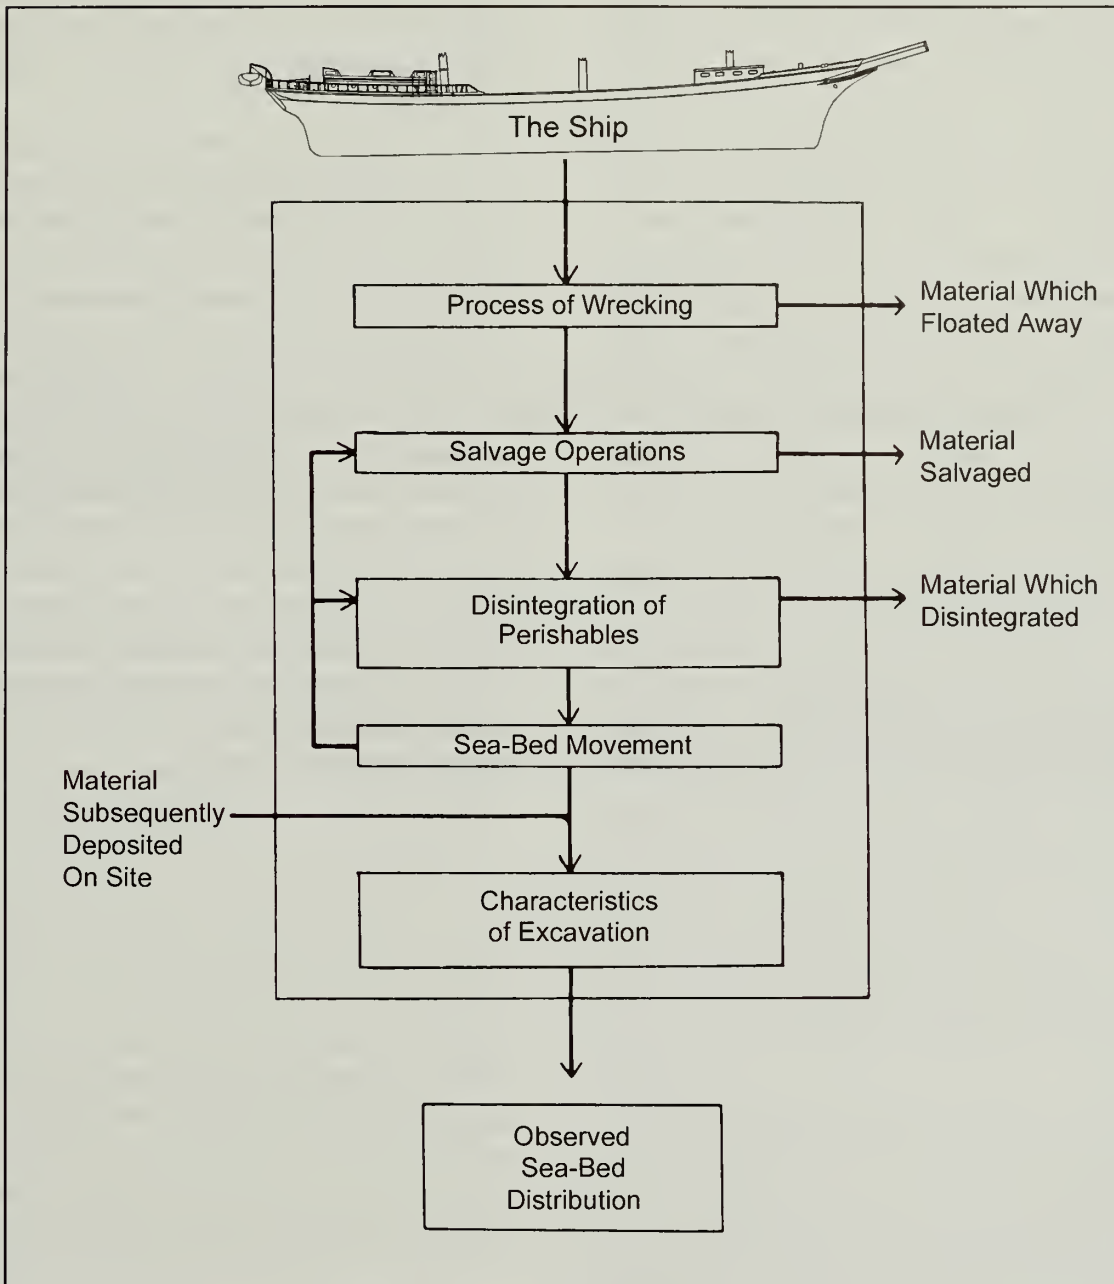 The Ship
Process of Wrecking
Material Which
Floated Away
Salvage Operations
Material
Salvaged
Disintegration of
Perishables
Material Which
Disintegrated
Sea-Bed Movement
Material
Subsequently
Deposited
On Site
Characteristics
of Excavation
Observed
Sea-Bed
Distribution